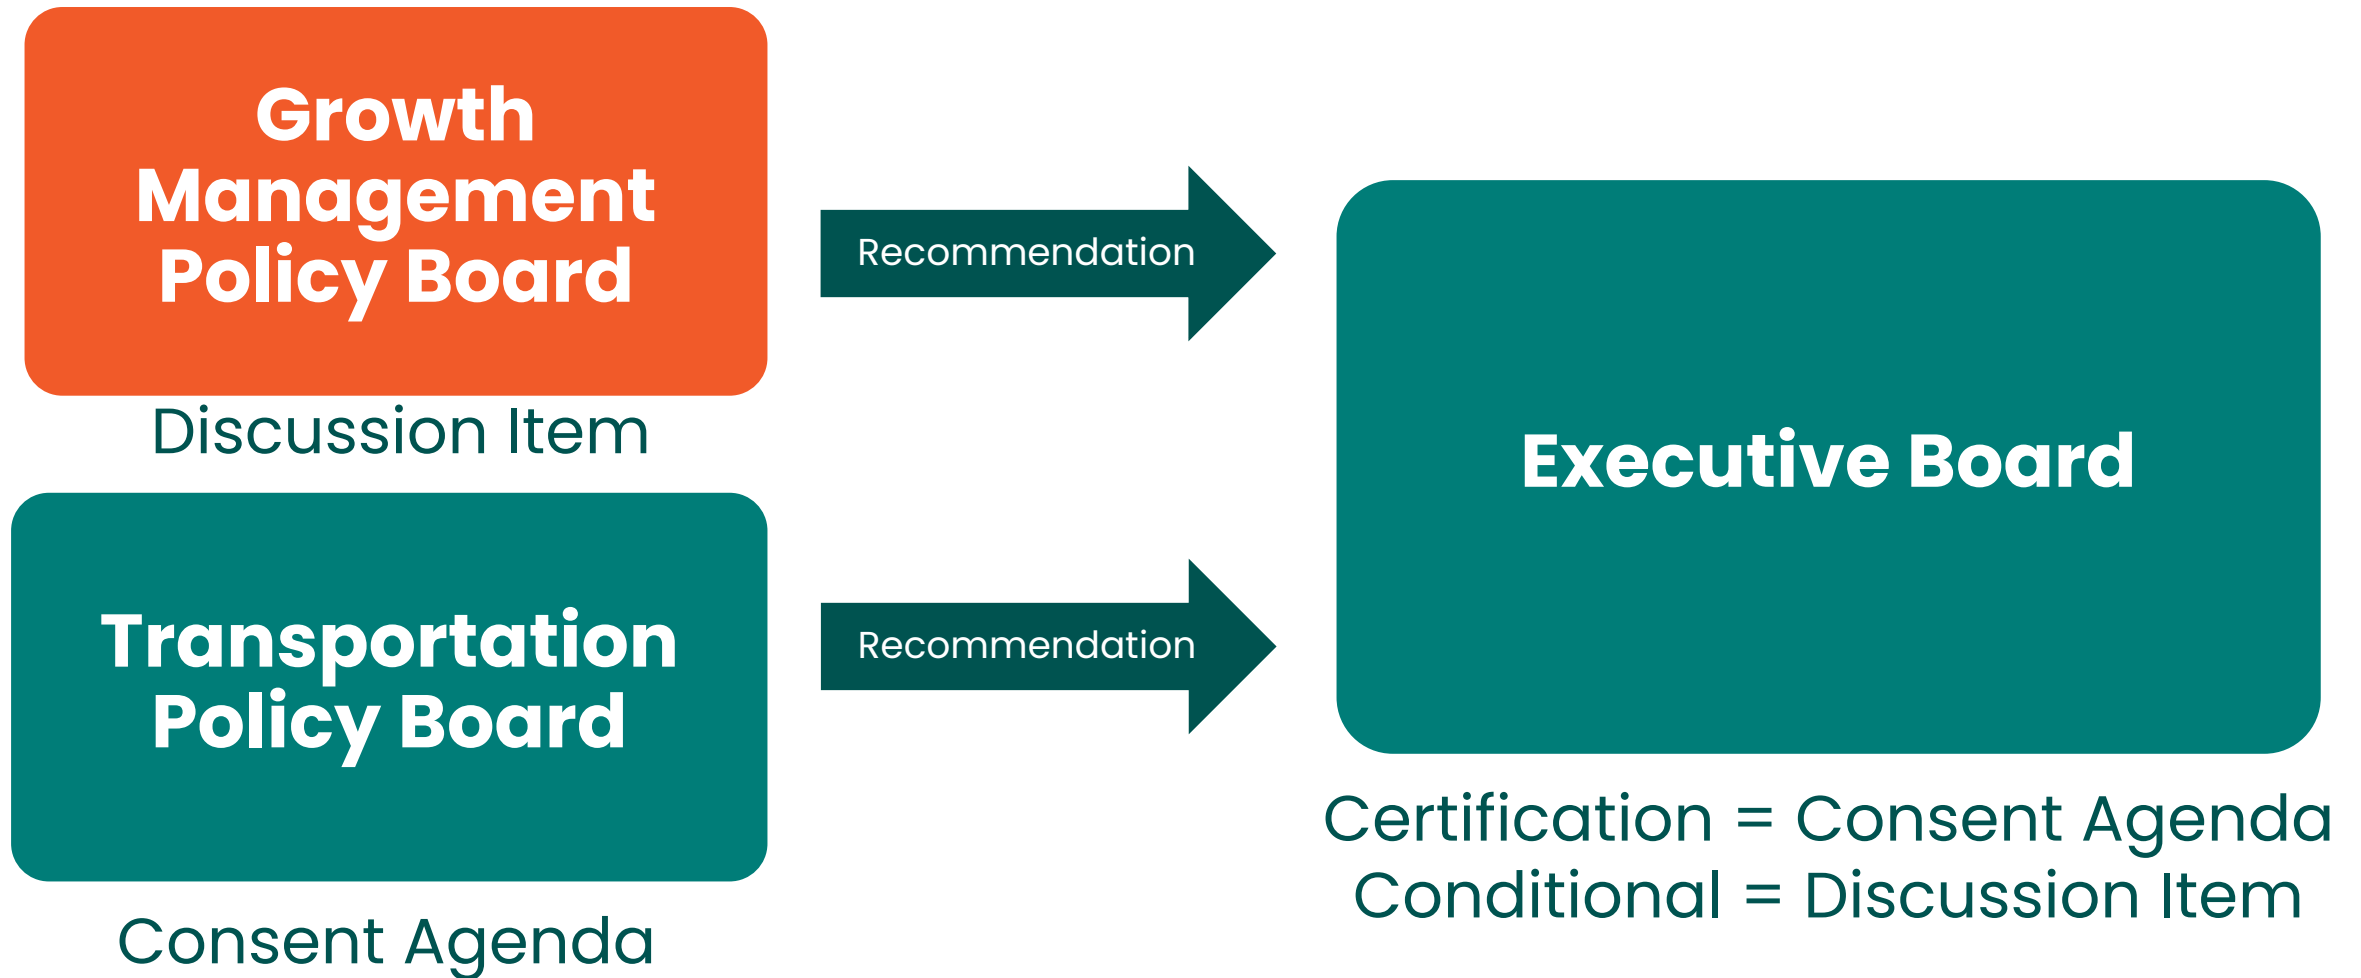 Growth
Management
Policy Board
Discussion Item
Recommendation
Transportation
Policy Board
Consent Agenda
Recommendation
Executive Board
Certification = Consent Agenda
Conditional = Discussion Item